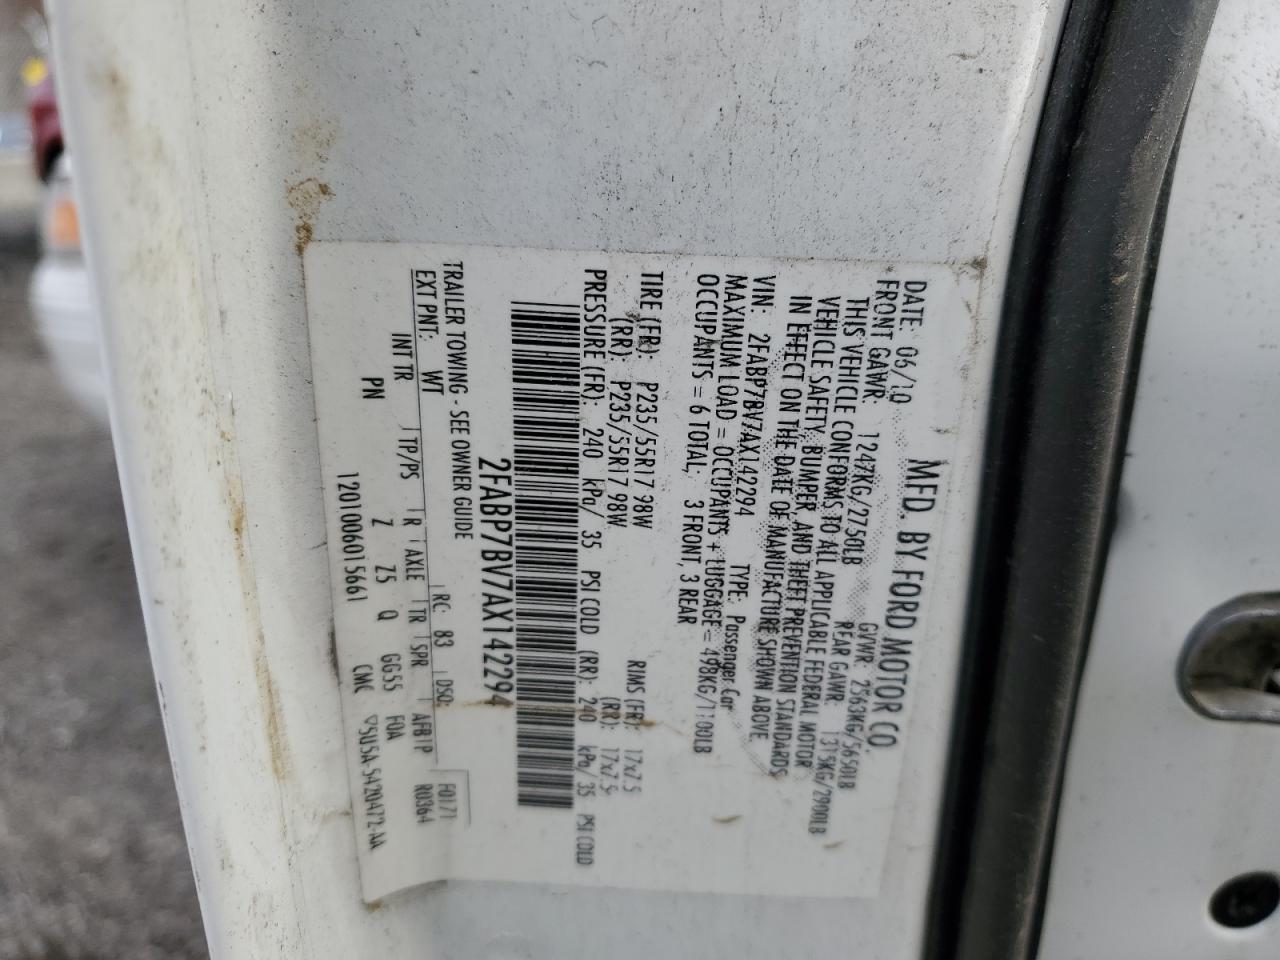 MFD. BY FORD MOTOR CO
DATE: 06/10 GVWR: 2563KG/5650LB
FRONT GAWR: 1247KG/2750LB REAR GAWR: 1315KG/2900LB
THIS VEHICLE CONFORMS TO ALL APPLICABLE FEDERAL MOTOR
VEHICLE SAFETY, BUMPER, AND THEFT PREVENTION STANDARDS
IN EFFECT ON THE DATE OF MANUFACTURE SHOWN ABOVE.
VIN: 2FABP7BV7AX142294 TYPE: Passenger Car
MAXIMUM LOAD = OCCUPANTS + LUGGAGE = 498KG/1100LB
OCCUPANTS = 6 TOTAL; 3 FRONT, 3 REAR
TIRE (FR): P235/55R17 98W RIMS (FR): 17x7.5
(RR): P235/55R17 98W (RR): 17x7.5
PRESSURE (FR): 240 kPa/ 35 PSI COLD (RR): 240 kPa/ 35 PSI COLD
2FABP7BV7AX142294
TRAILER TOWING - SEE OWNER GUIDE
EXT PNT: WT RC: 83 DSO: F0171
INT TR TP/PS R AXLE TR SPR AFB1P R0364
PN Z Z5 Q GG55 FOA
120100601566 CMC ▽5U5A-5420472-AA